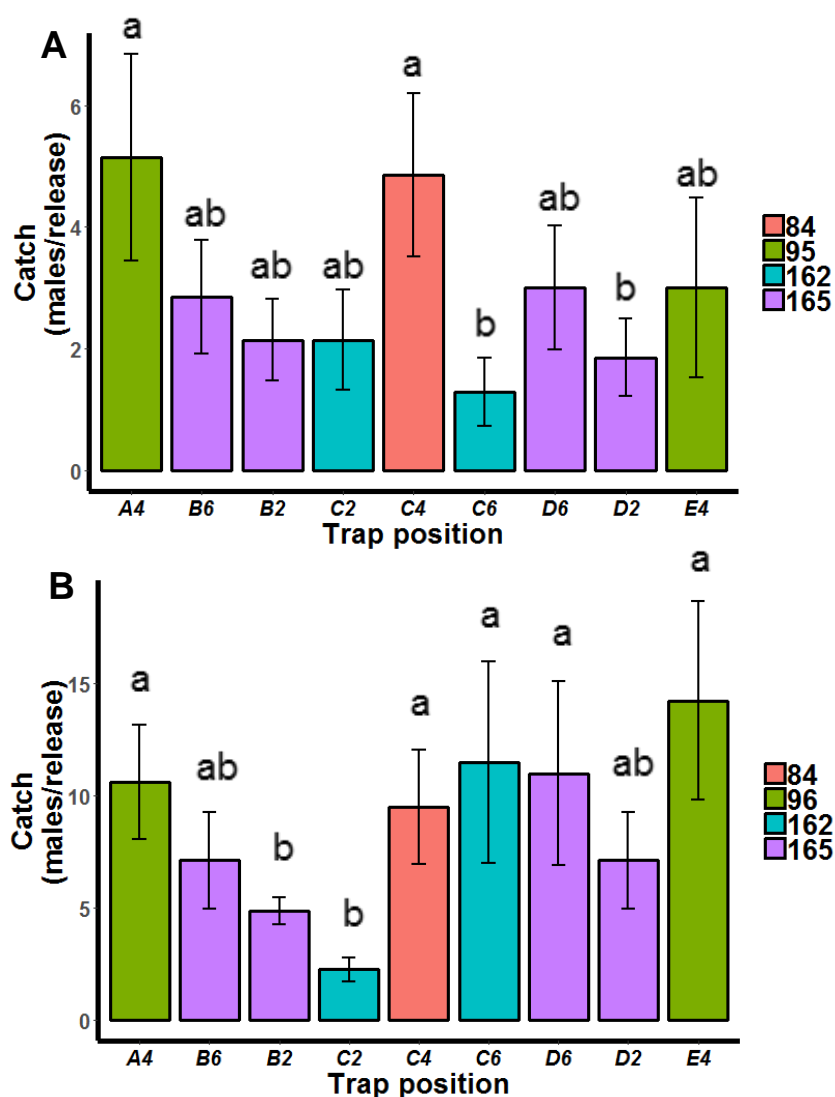 A
a
ab
ab
ab
a
b
ab
b
ab
6
4
2
0
Catch
(males/release)
84
95
162
165
A4 B6 B2 C2 C4 C6 D6 D2 E4
Trap position
B
a
ab
b
b
a
a
a
ab
a
15
10
5
0
Catch
(males/release)
84
96
162
165
A4 B6 B2 C2 C4 C6 D6 D2 E4
Trap position